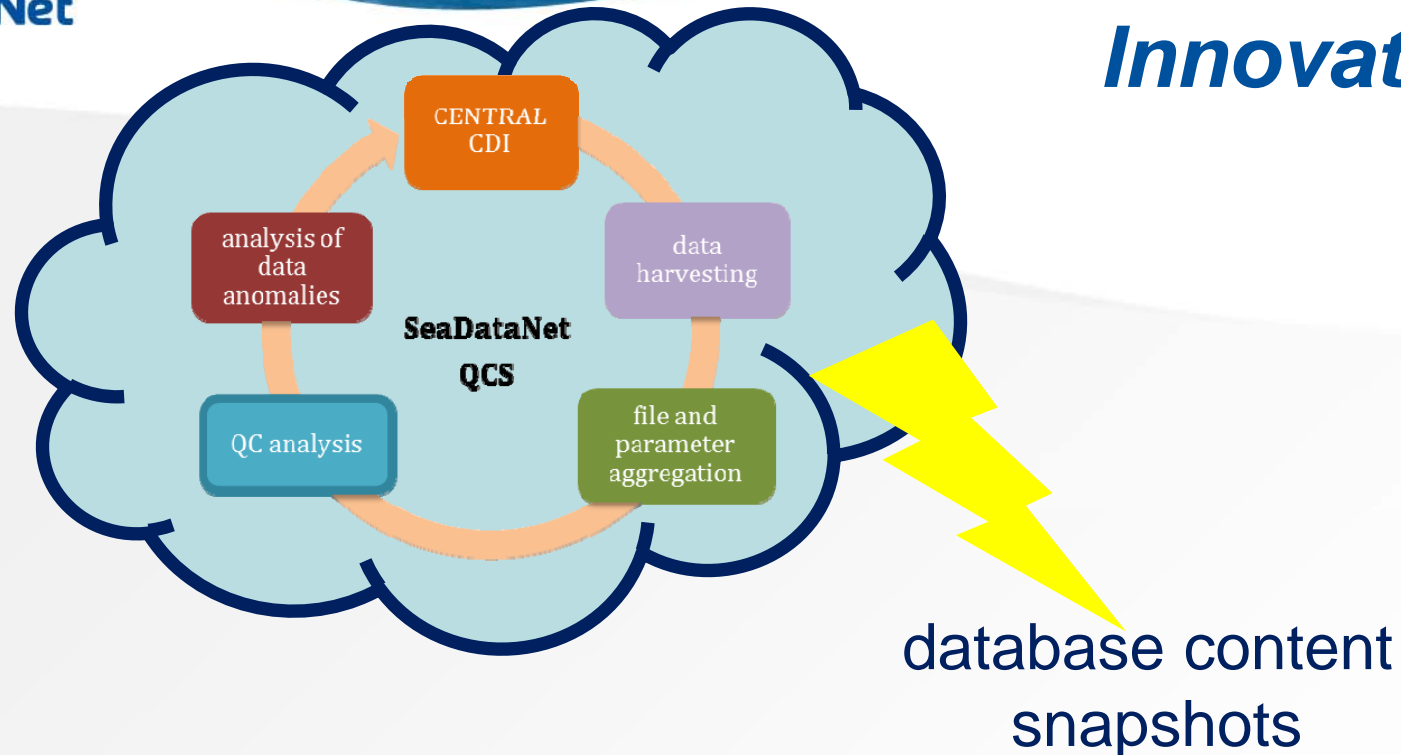 Net
Innovat
CENTRAL
CDI
analysis of
data
anomalies
data
harvesting
SeaDataNet
QCS
QC analysis
file and
parameter
aggregation
database content
snapshots